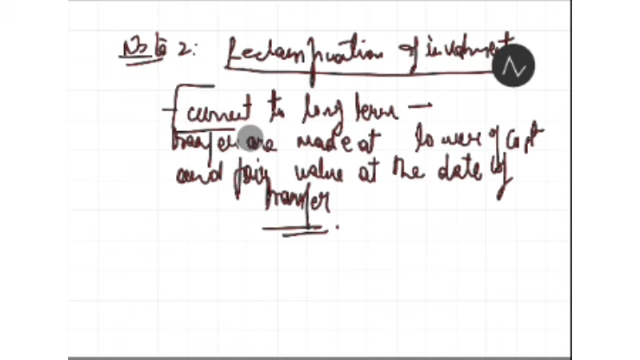 Note 2: Reclassification of investment
current to long term —
transfer are made at lower of cost
and fair value at the date of
transfer